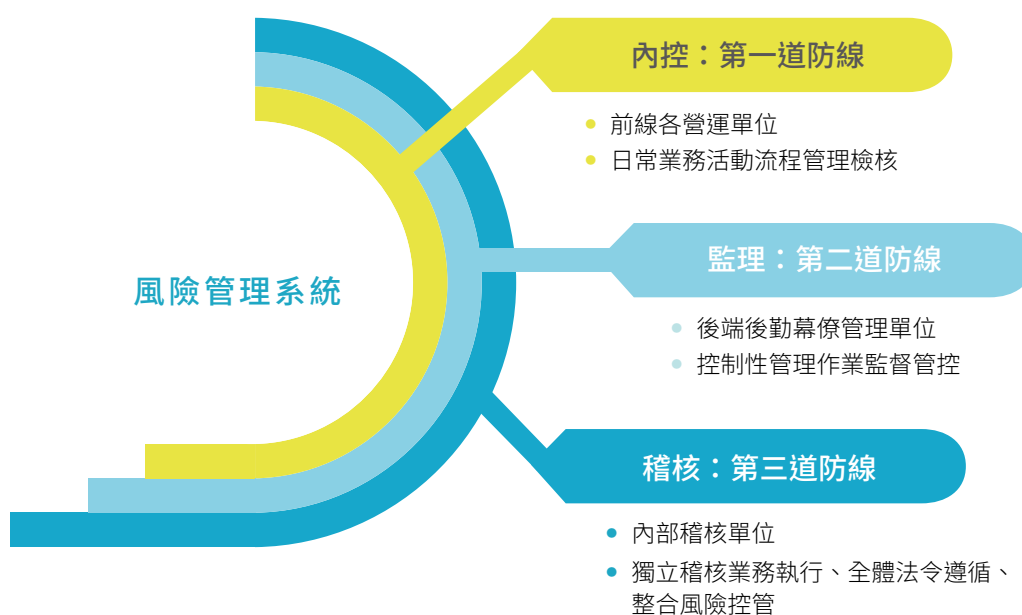 風險管理系統
內控：第一道防線
前線各營運單位
日常業務活動流程管理檢核
監理：第二道防線
後端後勤幕僚管理單位
控制性管理作業監督管控
稽核：第三道防線
內部稽核單位
獨立稽核業務執行、全體法令遵循、
整合風險控管